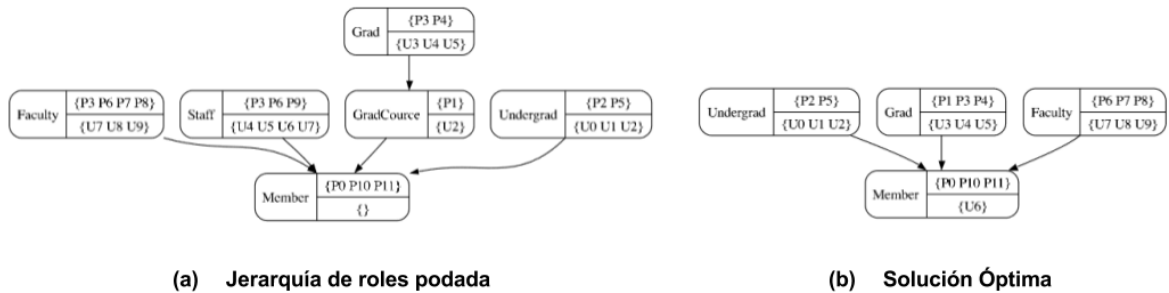 Grad {P3 P4}
{U3 U4 U5}
Faculty {P3 P6 P7 P8}
{U7 U8 U9}
Staff {P3 P6 P9}
{U4 U5 U6 U7}
GradCource {P1}
{U2}
Undergrad {P2 P5}
{U0 U1 U2}
Member {P0 P10 P11}
{}
(a) Jerarquía de roles podada
Undergrad {P2 P5}
{U0 U1 U2}
Grad {P1 P3 P4}
{U3 U4 U5}
Faculty {P6 P7 P8}
{U7 U8 U9}
Member {P0 P10 P11}
{U6}
(b) Solución Óptima